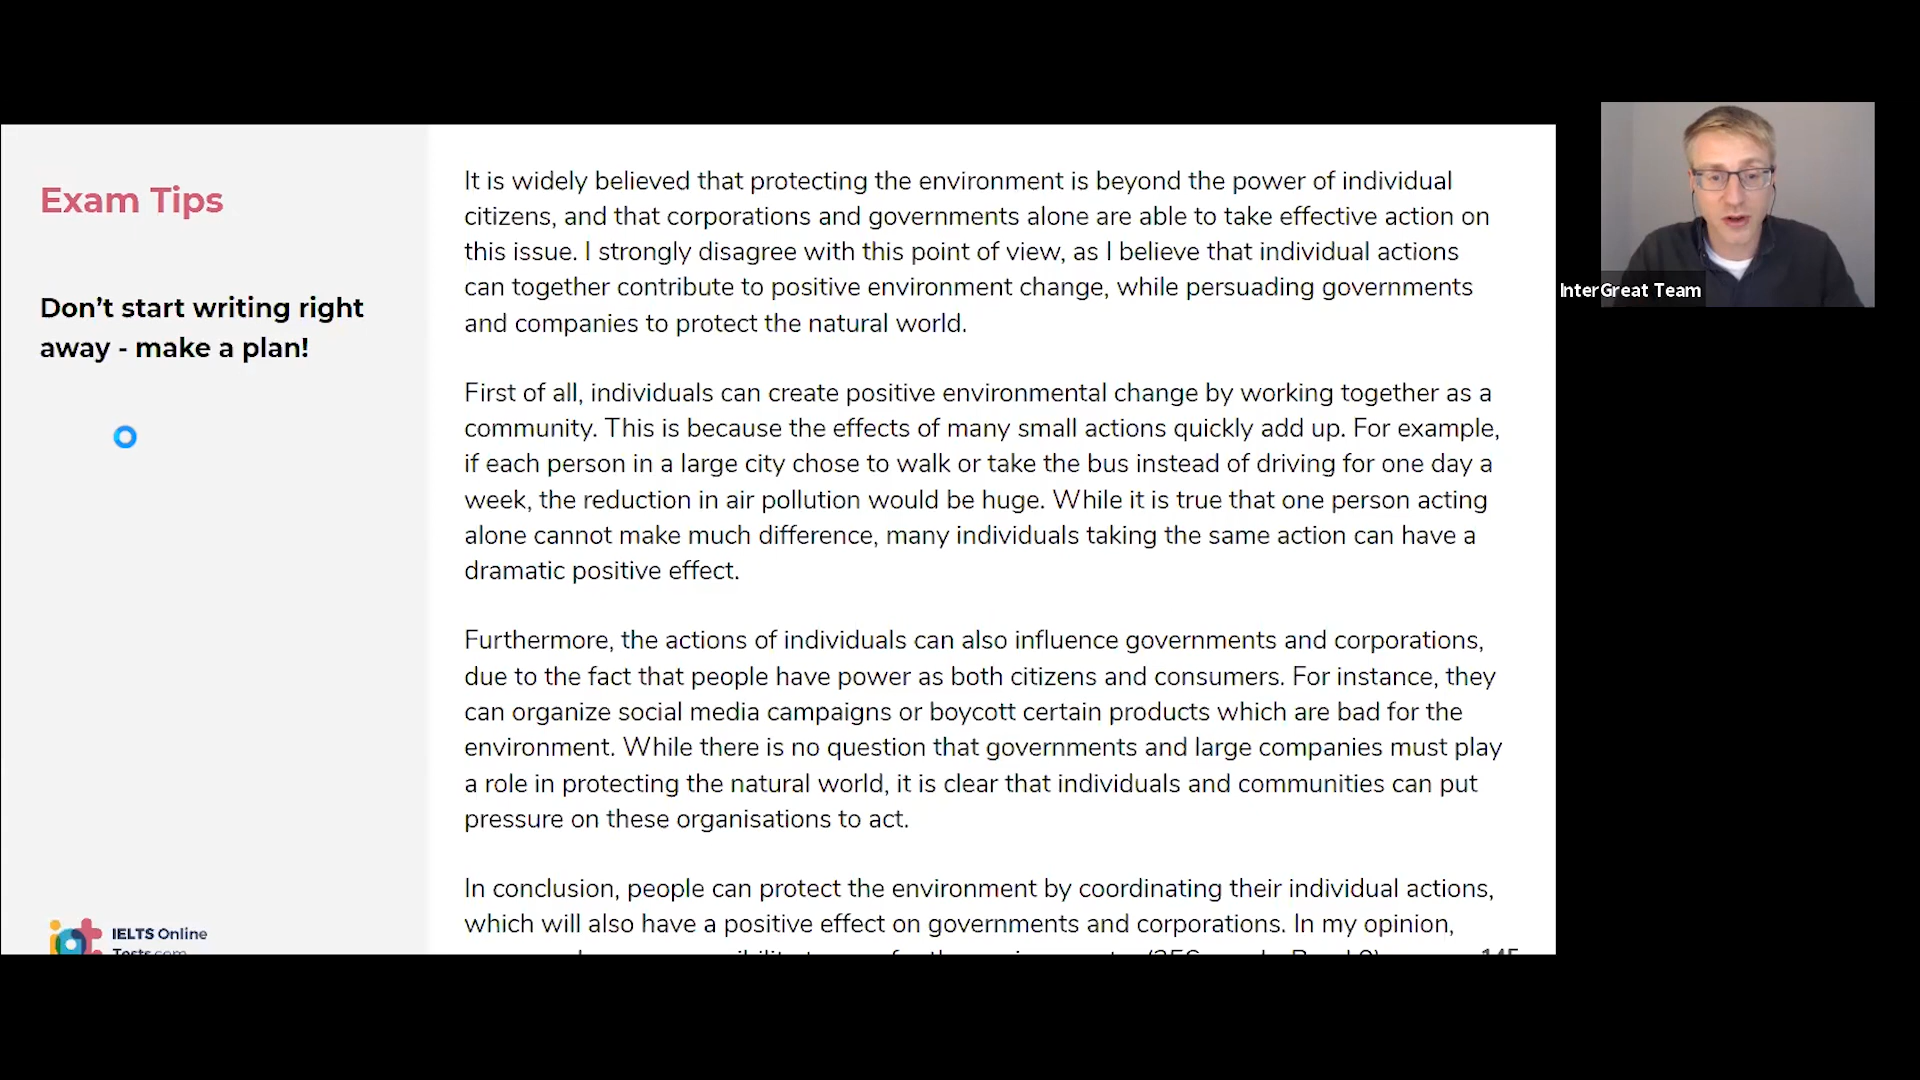 Exam Tips
Don't start writing right
away - make a plan!
It is widely believed that protecting the environment is beyond the power of individual
citizens, and that corporations and governments alone are able to take effective action on
this issue. I strongly disagree with this point of view, as I believe that individual actions
can together contribute to positive environment change, while persuading governments
and companies to protect the natural world.
First of all, individuals can create positive environmental change by working together as a
community. This is because the effects of many small actions quickly add up. For example,
if each person in a large city chose to walk or take the bus instead of driving for one day a
week, the reduction in air pollution would be huge. While it is true that one person acting
alone cannot make much difference, many individuals taking the same action can have a
dramatic positive effect.
Furthermore, the actions of individuals can also influence governments and corporations,
due to the fact that people have power as both citizens and consumers. For instance, they
can organize social media campaigns or boycott certain products which are bad for the
environment. While there is no question that governments and large companies must play
a role in protecting the natural world, it is clear that individuals and communities can put
pressure on these organisations to act.
In conclusion, people can protect the environment by coordinating their individual actions,
which will also have a positive effect on governments and corporations. In my opinion,
iot IELTS Online
Tests.com
InterGreat Team